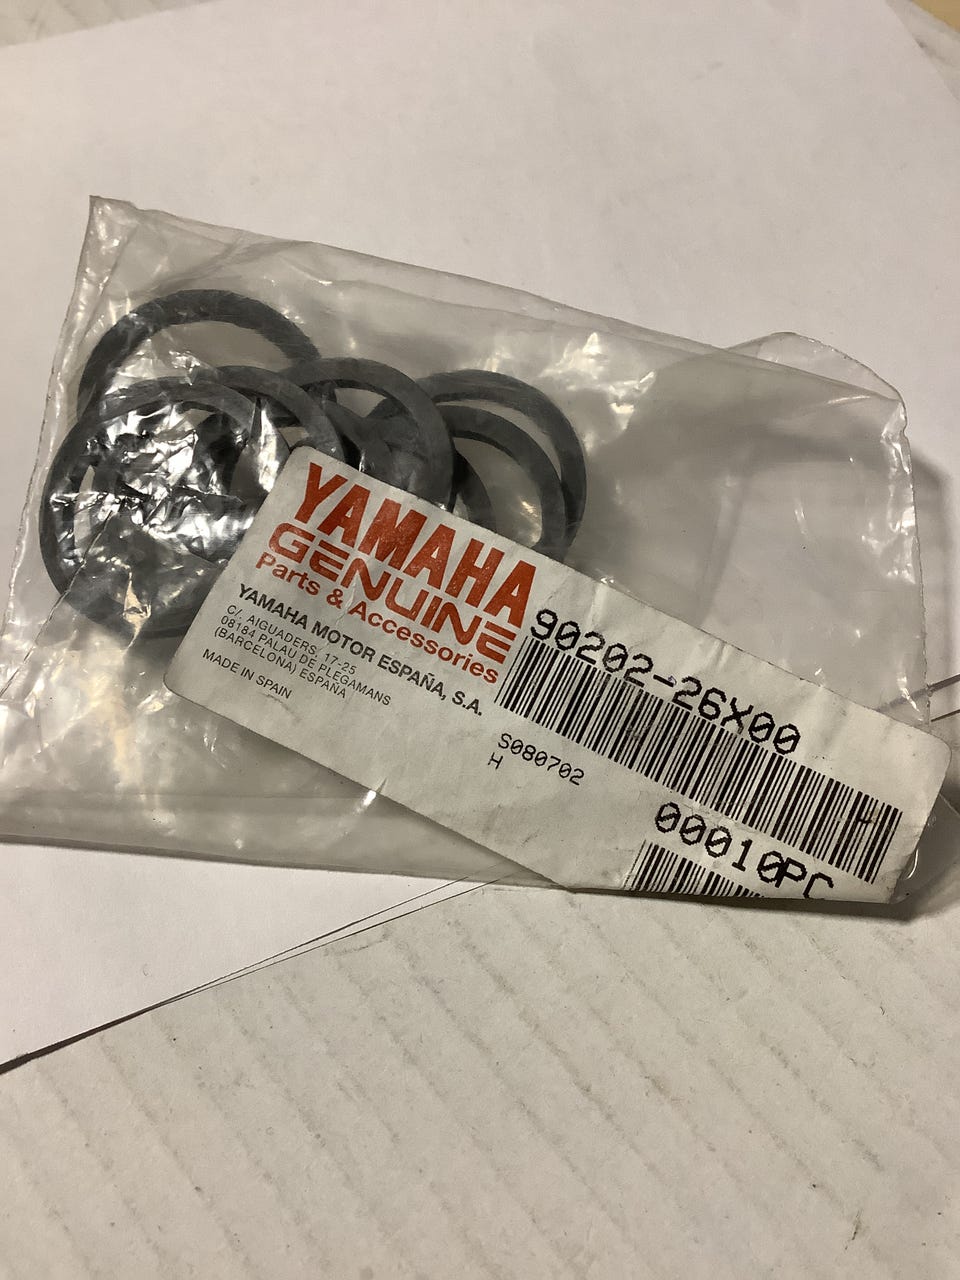 YAMAHA
GENUINE
Parts & Accessories
YAMAHA MOTOR ESPAÑA, S.A.
C/. AIGUADERS, 17-25
08184 PALAU DE PLEGAMANS
(BARCELONA) ESPAÑA
MADE IN SPAIN
90202-26X00
S080702
H
00010PC